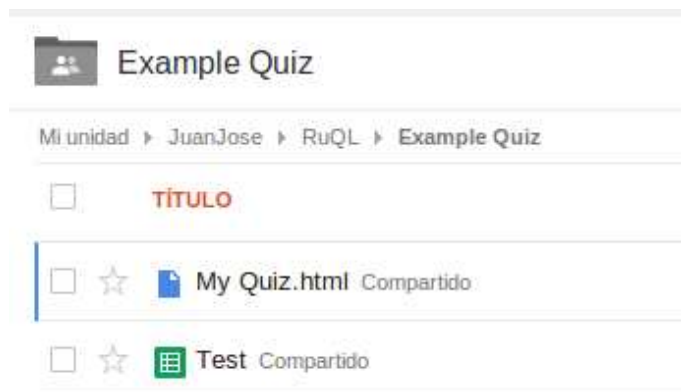 Example Quiz
Mi unidad JuanJose RuQL Example Quiz
TÍTULO
My Quiz.html Compartido
Test Compartido